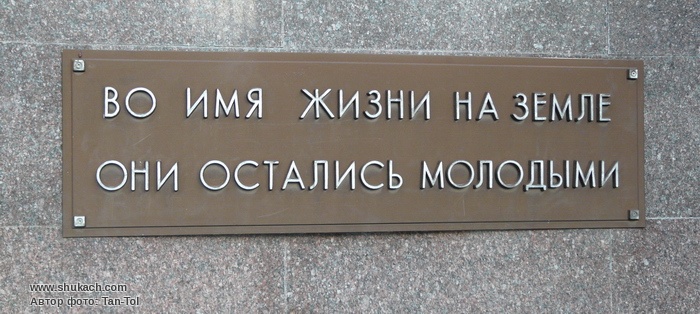 ВО ИМЯ ЖИЗНИ НА ЗЕМЛЕ
ОНИ ОСТАЛИСЬ МОЛОДЫМИ
www.shukach.com
Автор фото: Tan-Tol